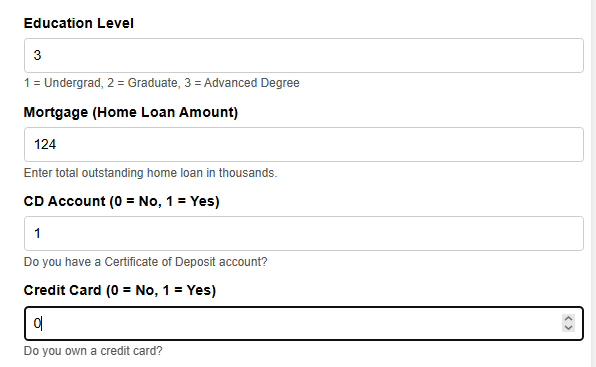 Education Level
3
1 = Undergrad, 2 = Graduate, 3 = Advanced Degree
Mortgage (Home Loan Amount)
124
Enter total outstanding home loan in thousands.
CD Account (0 = No, 1 = Yes)
1
Do you have a Certificate of Deposit account?
Credit Card (0 = No, 1 = Yes)
0
Do you own a credit card?